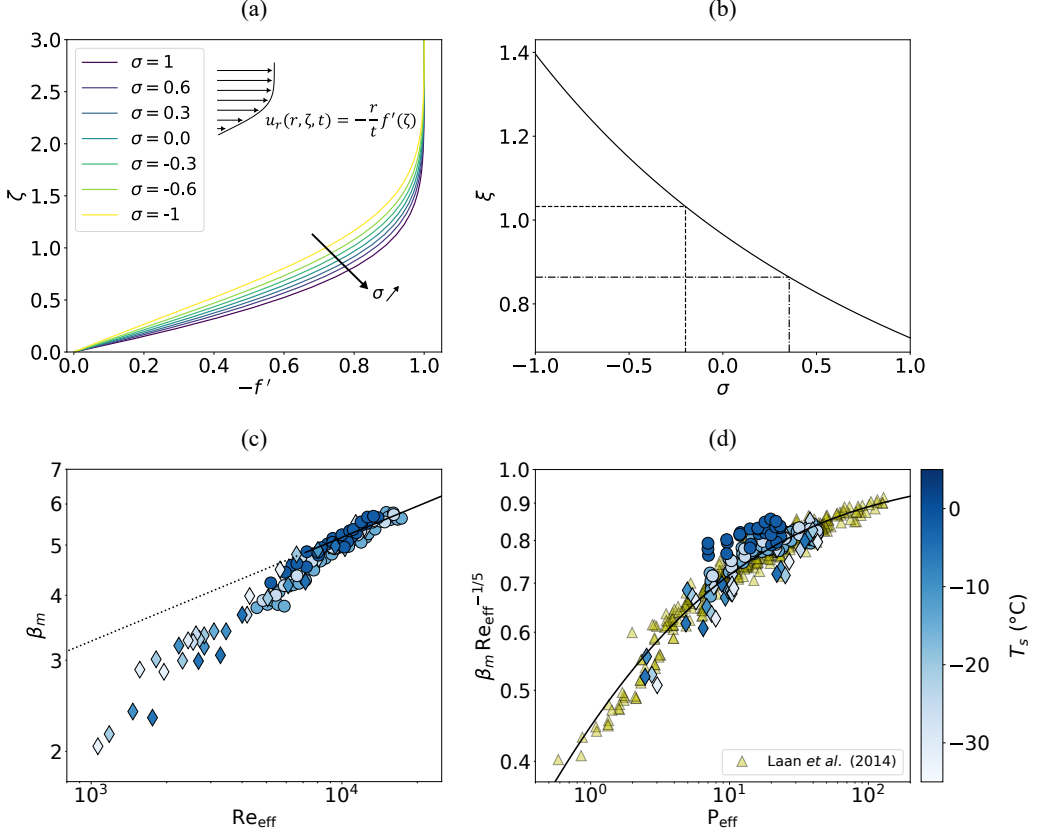 (a)
3.0
2.5
2.0
1.5
1.0
0.5
0.0
ζ
σ = 1
σ = 0.6
σ = 0.3
σ = 0.0
σ = -0.3
σ = -0.6
σ = -1
u_r(r, ζ, t) = −\frac{r}{t} f′(ζ)
σ ↗
0.0 0.2 0.4 0.6 0.8 1.0
−f′
(b)
1.4
1.2
1.0
0.8
ξ
−1.0 −0.5 0.0 0.5 1.0
σ
(c)
7
6
5
4
3
2
β_m
10³ 10⁴
Re_eff
(d)
1.0
0.9
0.8
0.7
0.6
0.5
0.4
β_m Re_eff^{−1/5}
Laan et al. (2014)
10⁰ 10¹ 10²
P_eff
0
−10
−20
−30
T_s (°C)